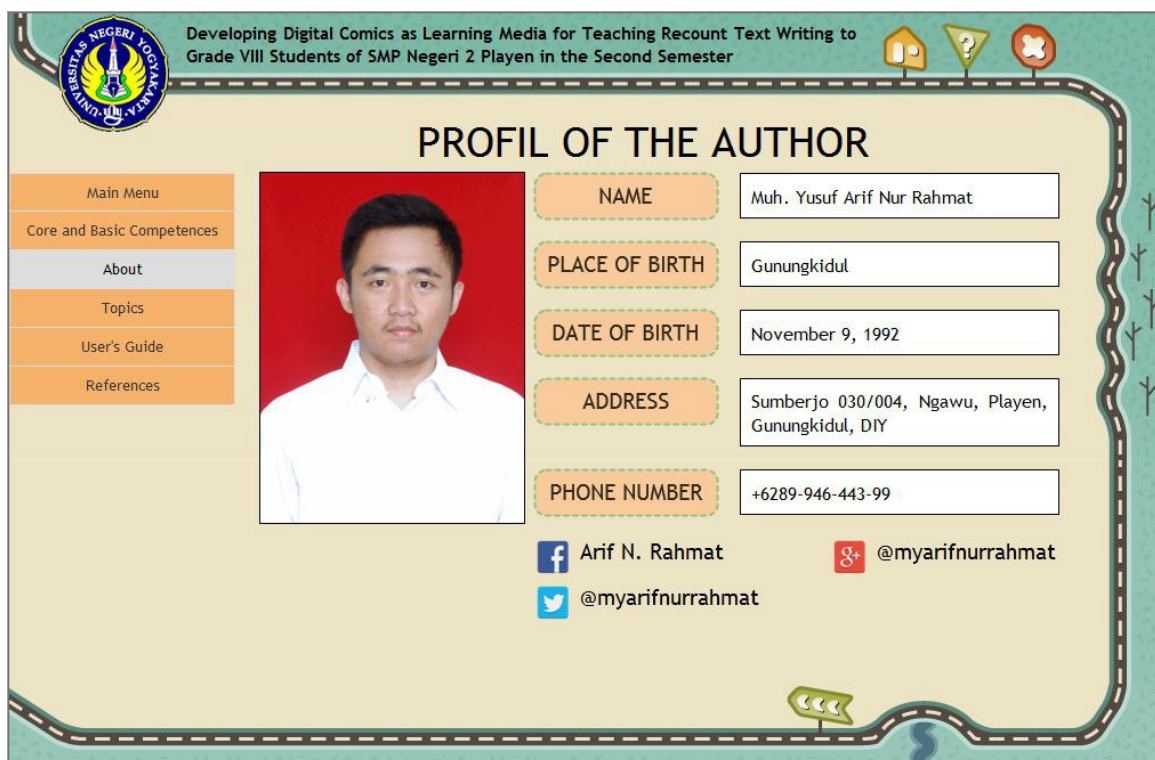 Developing Digital Comics as Learning Media for Teaching Recount Text Writing to
Grade VIII Students of SMP Negeri 2 Playen in the Second Semester
UNIVERSITAS NEGERI YOGYAKARTA
?
PROFIL OF THE AUTHOR
Main Menu
Core and Basic Competences
About
Topics
User's Guide
References
NAME
Muh. Yusuf Arif Nur Rahmat
PLACE OF BIRTH
Gunungkidul
DATE OF BIRTH
November 9, 1992
ADDRESS
Sumberjo 030/004, Ngawu, Playen,
Gunungkidul, DIY
PHONE NUMBER
+6289-946-443-99
f
Arif N. Rahmat
g+
@myarifnurrahmat
@myarifnurrahmat